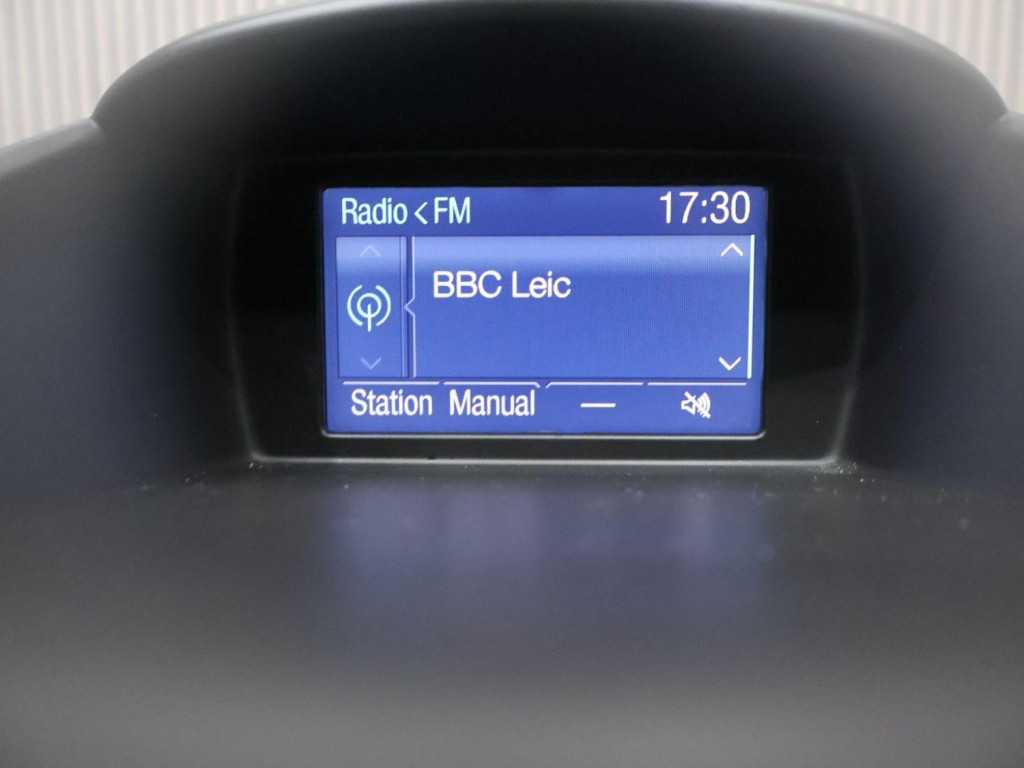 Radio < FM 17:30
BBC Leic
Station Manual —